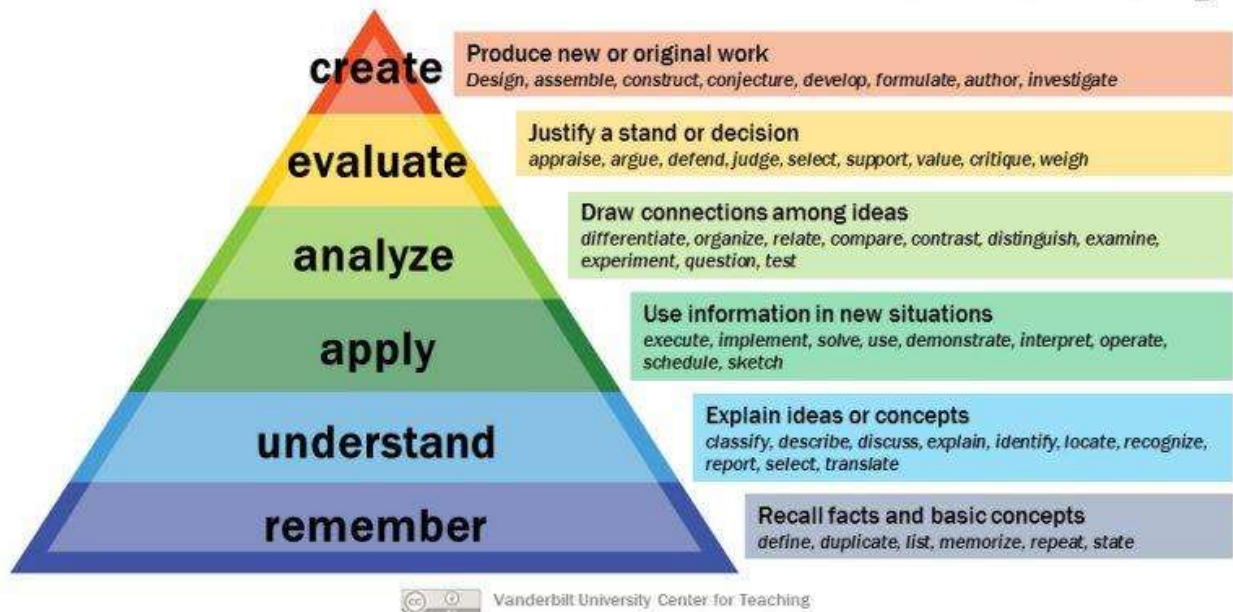 create
Produce new or original work
Design, assemble, construct, conjecture, develop, formulate, author, investigate
evaluate
Justify a stand or decision
appraise, argue, defend, judge, select, support, value, critique, weigh
analyze
Draw connections among ideas
differentiate, organize, relate, compare, contrast, distinguish, examine,
experiment, question, test
apply
Use information in new situations
execute, implement, solve, use, demonstrate, interpret, operate,
schedule, sketch
understand
Explain ideas or concepts
classify, describe, discuss, explain, identify, locate, recognize,
report, select, translate
remember
Recall facts and basic concepts
define, duplicate, list, memorize, repeat, state
cc
Vanderbilt University Center for Teaching